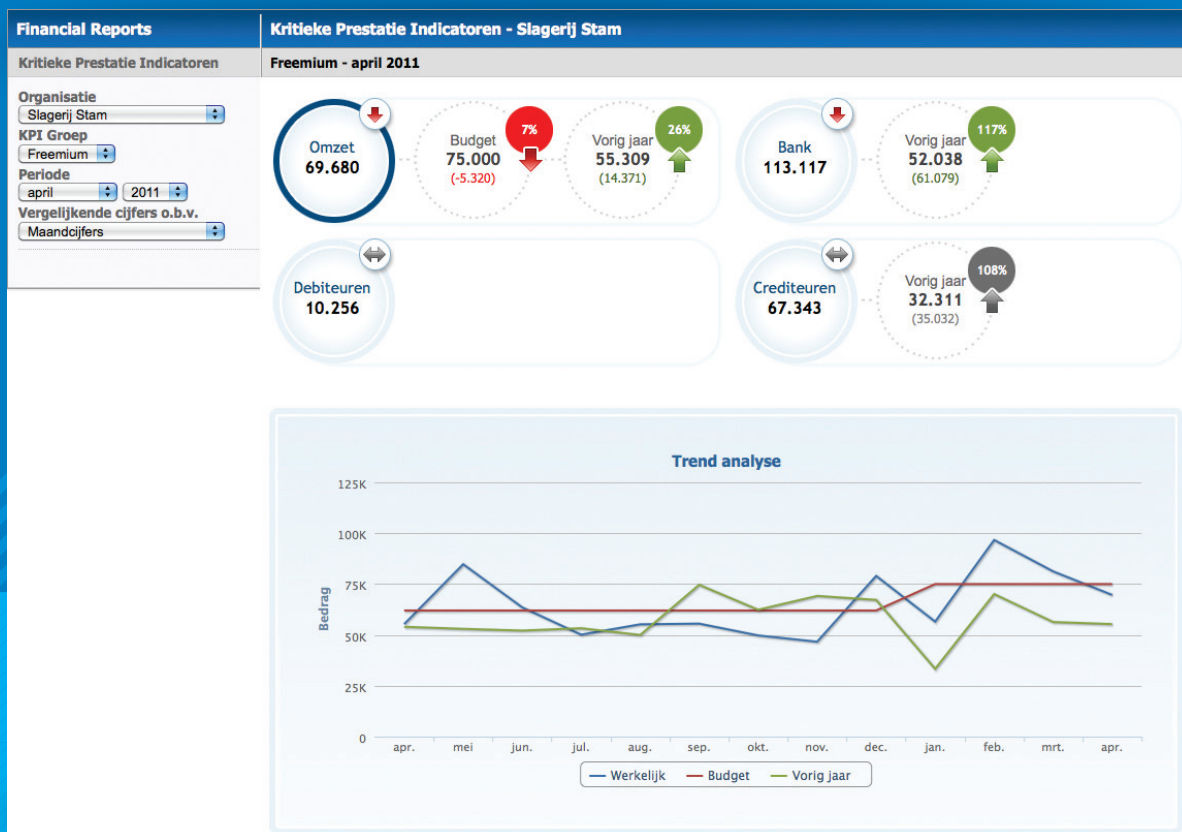 Financial Reports
Kritieke Prestatie Indicatoren
Organisatie
Slagerij Stam
KPI Groep
Freemium
Periode
april 2011
Vergelijkende cijfers o.b.v.
Maandcijfers
Kritieke Prestatie Indicatoren - Slagerij Stam
Freemium - april 2011
Omzet
69.680
Budget
75.000
(-5.320)
7%
Vorig jaar
55.309
(14.371)
26%
Bank
113.117
Vorig jaar
52.038
(61.079)
117%
Debiteuren
10.256
Crediteuren
67.343
Vorig jaar
32.311
(35.032)
108%
Trend analyse
Bedrag
125K
100K
75K
50K
25K
0
apr. mei jun. jul. aug. sep. okt. nov. dec. jan. feb. mrt. apr.
Werkelijk Budget Vorig jaar